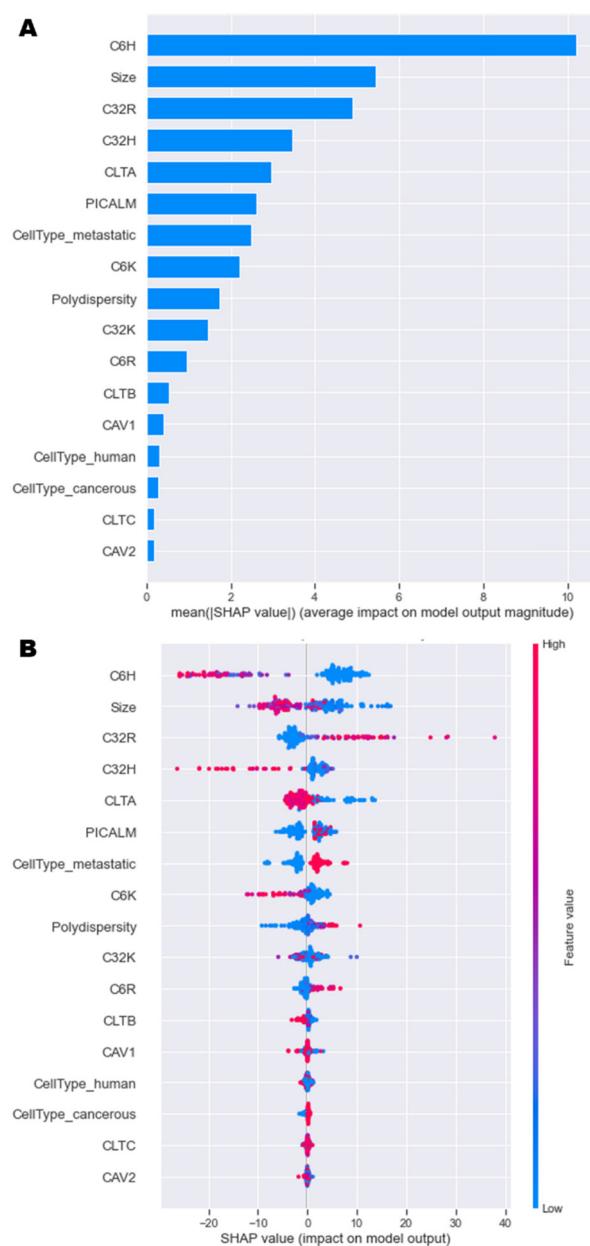 A
C6H
Size
C32R
C32H
CLTA
PICALM
CellType_metastatic
C6K
Polydispersity
C32K
C6R
CLTB
CAV1
CellType_human
CellType_cancerous
CLTC
CAV2
0 2 4 6 8 10
mean(|SHAP value|) (average impact on model output magnitude)
B
High
C6H
Size
C32R
C32H
CLTA
PICALM
CellType_metastatic
C6K
Polydispersity
C32K
C6R
CLTB
CAV1
CellType_human
CellType_cancerous
CLTC
CAV2
Feature value
Low
−20 −10 0 10 20 30 40
SHAP value (impact on model output)